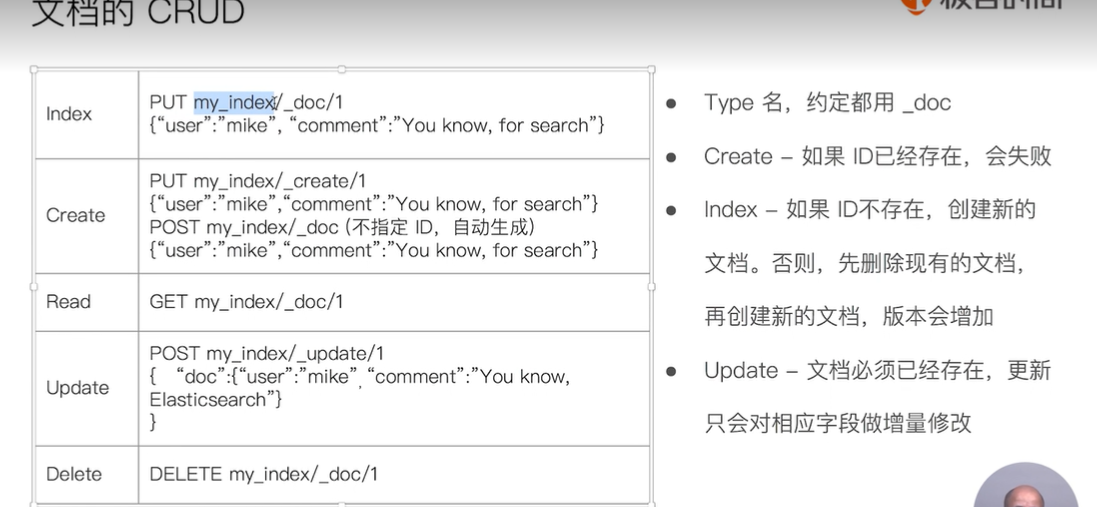 文档的 CRUD
Index
PUT my_index/_doc/1
{“user”:”mike”, “comment”:”You know, for search”}
Create
PUT my_index/_create/1
{“user”:”mike”,“comment”:”You know, for search”}
POST my_index/_doc (不指定 ID，自动生成)
{“user”:”mike”,“comment”:”You know, for search”}
Read
GET my_index/_doc/1
Update
POST my_index/_update/1
{ “doc”:{“user”:”mike”, “comment”:”You know,
Elasticsearch”}
}
Delete
DELETE my_index/_doc/1
● Type 名，约定都用 _doc
● Create – 如果 ID已经存在，会失败
● Index – 如果 ID不存在，创建新的
文档。否则，先删除现有的文档，
再创建新的文档，版本会增加
● Update – 文档必须已经存在，更新
只会对相应字段做增量修改